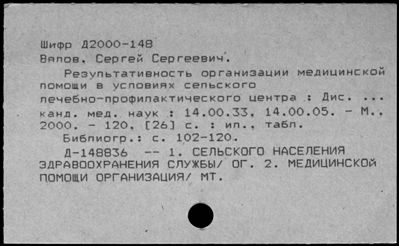 Шифр Д2000-148
Вялов, Сергей Сергеевич.
Результативность организации медицинской
помощи в условиях сельского
лечебно-профилактического центра : Дис. ...
канд. мед. наук : 14.00.33, 14.00.05. - М.,
2000. - 120, [26] с. : ил., табл.
Библиогр.: с. 102-120.
Д-148836 -- 1. СЕЛЬСКОГО НАСЕЛЕНИЯ
ЗДРАВООХРАНЕНИЯ СЛУЖБЫ/ ОГ. 2. МЕДИЦИНСКОЙ
ПОМОЩИ ОРГАНИЗАЦИЯ/ МТ.